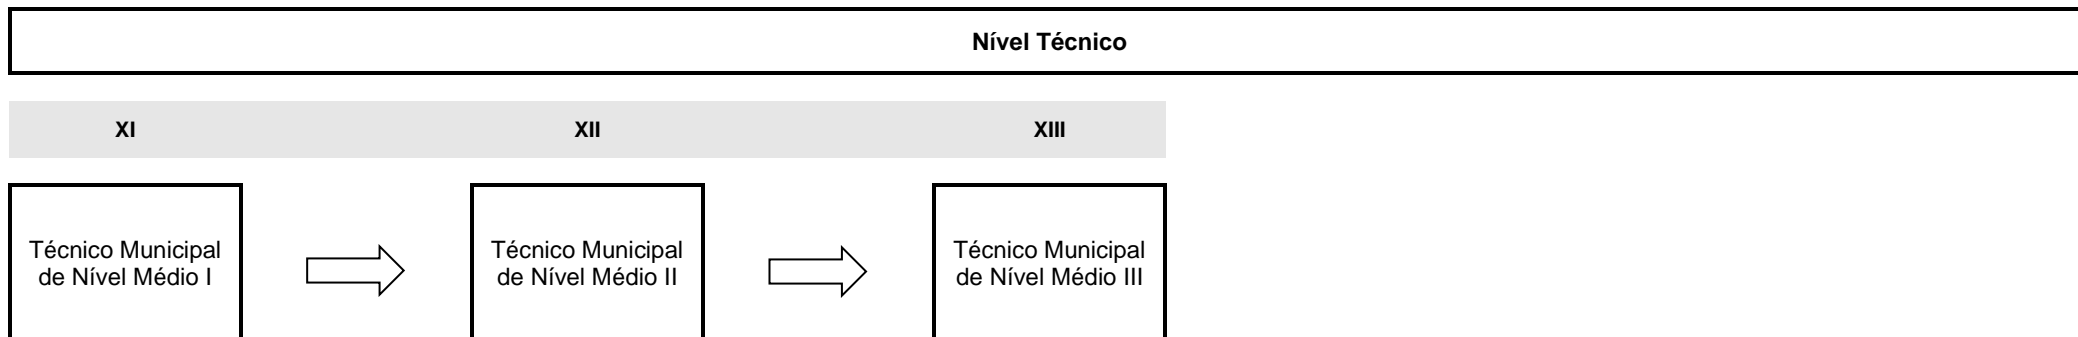 Nível Técnico
XI
XII
XIII
Técnico Municipal
de Nível Médio I
Técnico Municipal
de Nível Médio II
Técnico Municipal
de Nível Médio III